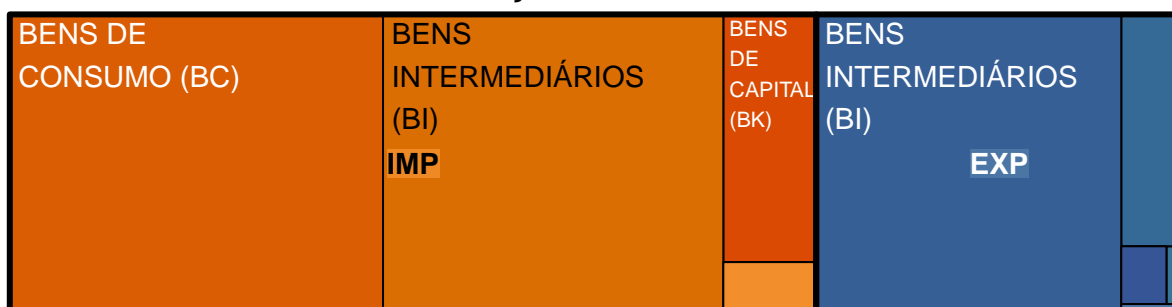 BENS DE
CONSUMO (BC)
BENS
INTERMEDIÁRIOS
(BI)
IMP
BENS
DE
CAPITAL
(BK)
BENS
INTERMEDIÁRIOS
(BI)
EXP